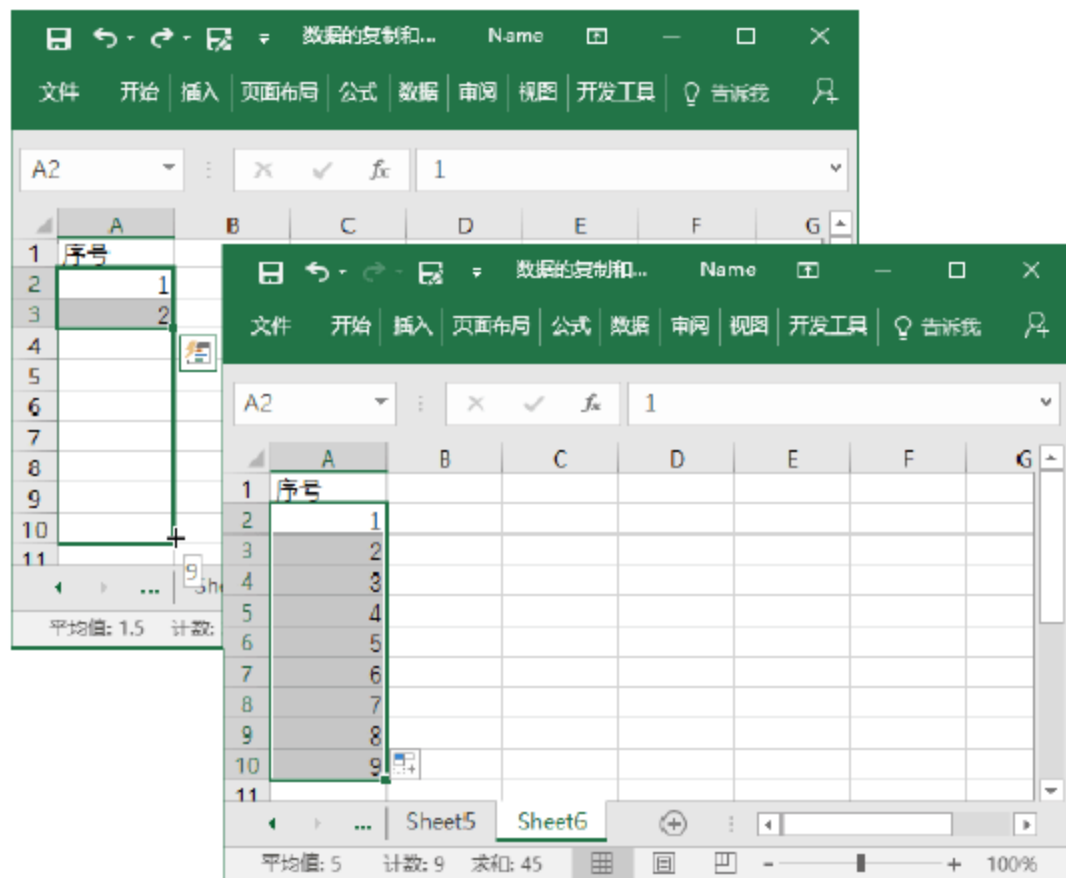 数据的复制和... Name
文件 开始 插入 页面布局 公式 数据 审阅 视图 开发工具 告诉我
A2 fx 1
A B C D E F G
1 序号
2 1
3 2
4
5
6
7
8
9
10
11
9
... She
平均值: 1.5 计数:
数据的复制和... Name
文件 开始 插入 页面布局 公式 数据 审阅 视图 开发工具 告诉我
A2 fx 1
A B C D E F G
1 序号
2 1
3 2
4 3
5 4
6 5
7 6
8 7
9 8
10 9
11
... Sheet5 Sheet6
平均值: 5 计数: 9 求和: 45 100%